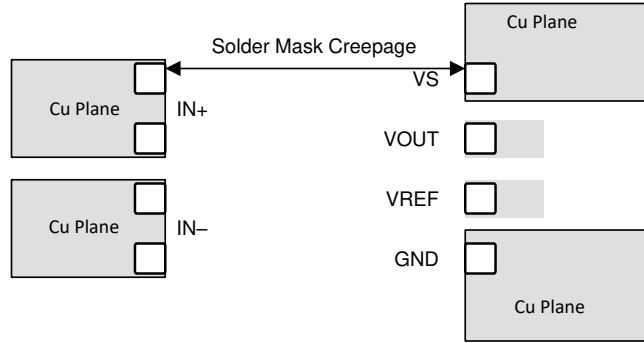 Cu Plane
Solder Mask Creepage
VS
Cu Plane
IN+
VOUT
VREF
Cu Plane
IN–
GND
Cu Plane